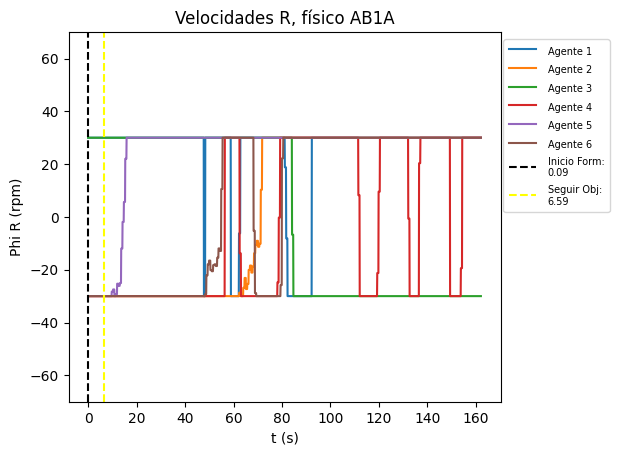 Velocidades R, físico AB1A
Phi R (rpm)
60
40
20
0
−20
−40
−60
0 20 40 60 80 100 120 140 160
t (s)
Agente 1
Agente 2
Agente 3
Agente 4
Agente 5
Agente 6
Inicio Form:
0.09
Seguir Obj:
6.59